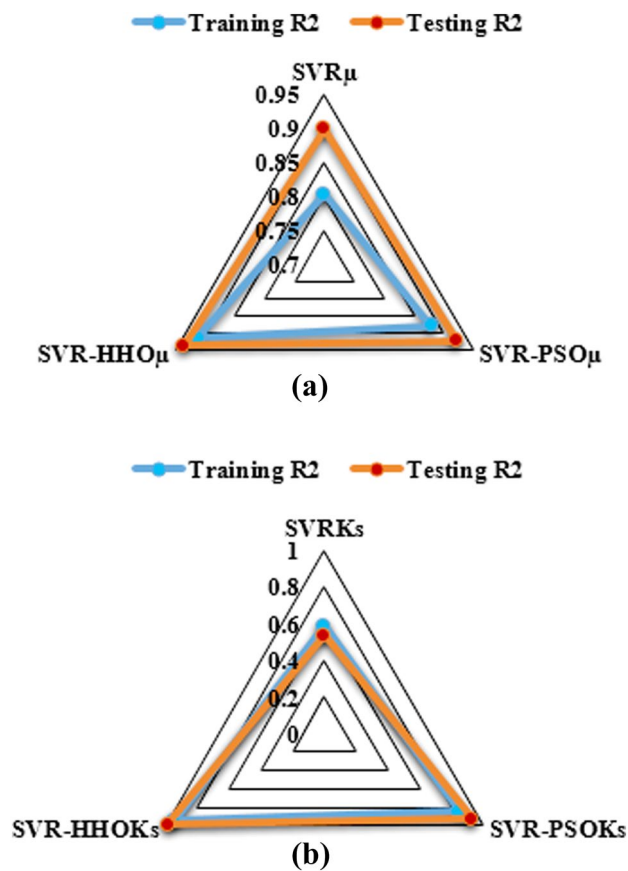 Training R2 Testing R2
SVRμ
0.95
0.9
0.85
0.8
0.75
0.7
SVR-HHOμ SVR-PSOμ
(a)
Training R2 Testing R2
SVRKs
1
0.8
0.6
0.4
0.2
0
SVR-HHOKs SVR-PSOKs
(b)